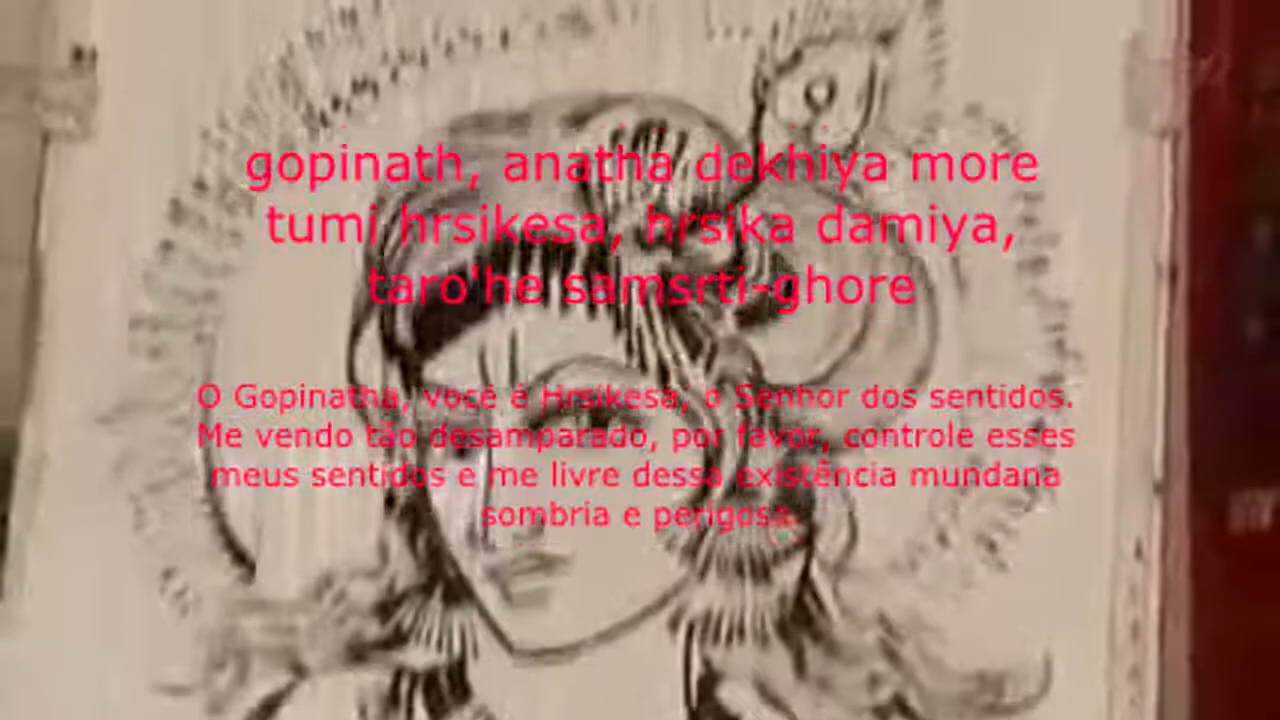 gopinath, anatha dekhiya more
tumi hrsikesa, hrsika damiya,
taro'he samsrti-ghore
O Gopinatha, você é Hrsikesa, o Senhor dos sentidos.
Me vendo tão desamparado, por favor, controle esses
meus sentidos e me livre dessa existência mundana
sombria e perigosa.